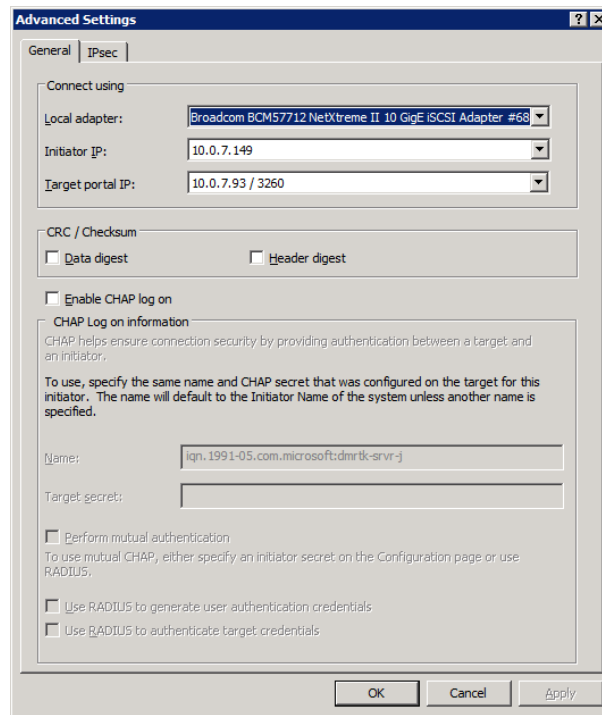 Advanced Settings
General
IPsec
Connect using
Local adapter:
Broadcom BCM57712 NetXtreme II 10 GigE iSCSI Adapter #68
Initiator IP:
10.0.7.149
Target portal IP:
10.0.7.93 / 3260
CRC / Checksum
Data digest
Header digest
Enable CHAP log on
CHAP Log on information
CHAP helps ensure connection security by providing authentication between a target and
an initiator.
To use, specify the same name and CHAP secret that was configured on the target for this
initiator. The name will default to the Initiator Name of the system unless another name is
specified.
Name:
iqn.1991-05.com.microsoft:dmrtk-srvr-j
Target secret:
Perform mutual authentication
To use mutual CHAP, either specify an initiator secret on the Configuration page or use
RADIUS.
Use RADIUS to generate user authentication credentials
Use RADIUS to authenticate target credentials
OK
Cancel
Apply